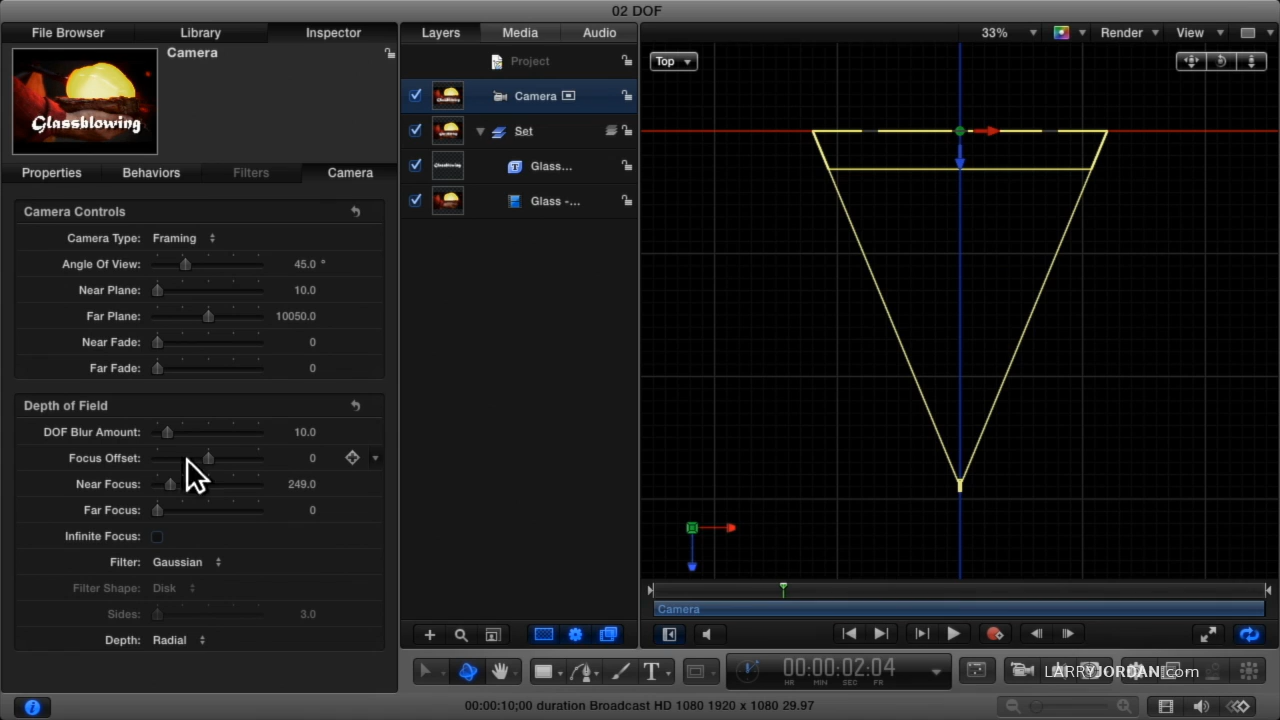 02 DOF
File Browser
Library
Inspector
Layers
Media
Audio
33%
Render
View
Camera
Glassblowing
Properties
Behaviors
Filters
Camera
Camera Controls
Camera Type: Framing
Angle Of View: 45.0 °
Near Plane: 10.0
Far Plane: 10050.0
Near Fade: 0
Far Fade: 0
Depth of Field
DOF Blur Amount: 10.0
Focus Offset: 0
Near Focus: 249.0
Far Focus: 0
Infinite Focus:
Filter: Gaussian
Filter Shape: Disk
Sides: 3.0
Depth: Radial
Project
Camera
Set
Glass...
Glass -...
Top
Camera
00:00:02:04
HR MIN SEC FR
LARRYJORDAN.com
00:00:10;00 duration Broadcast HD 1080 1920 x 1080 29.97